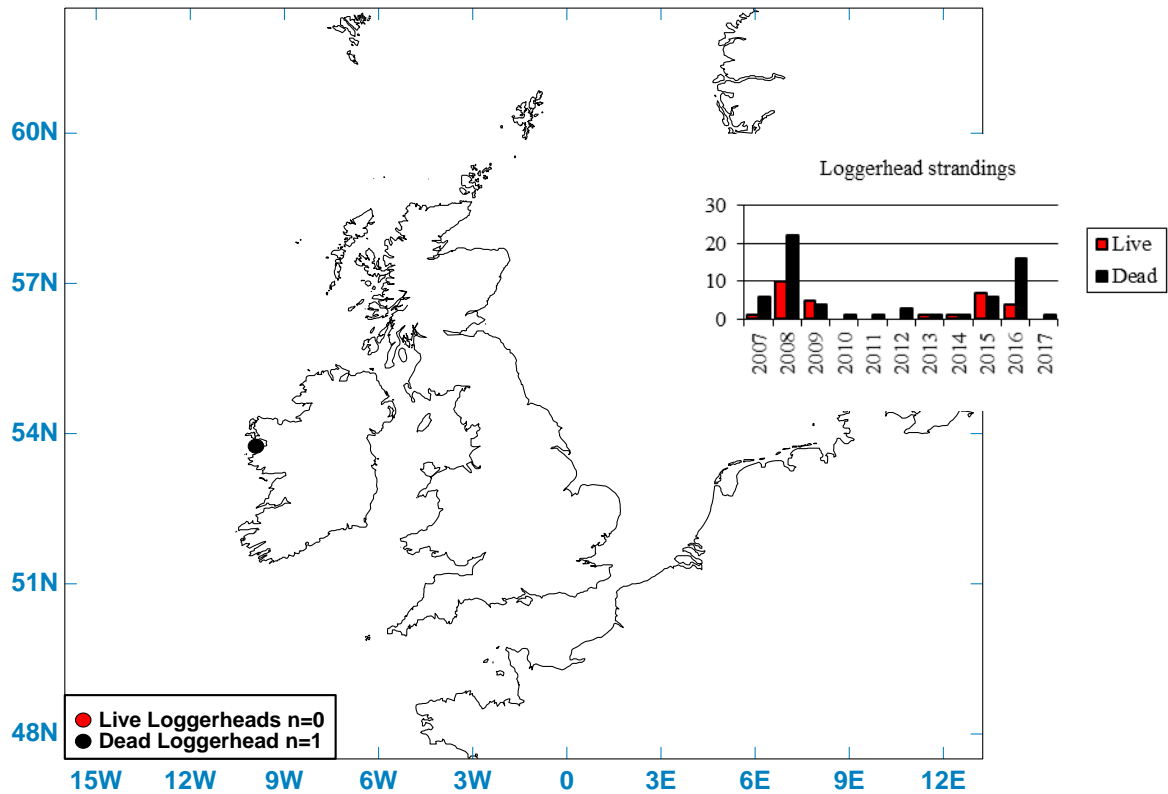 60N
57N
54N
51N
48N
Loggerhead strandings
30
20
10
0
2007 2008 2009 2010 2011 2012 2013 2014 2015 2016 2017
Live
Dead
Live Loggerheads n=0
Dead Loggerhead n=1
15W 12W 9W 6W 3W 0 3E 6E 9E 12E